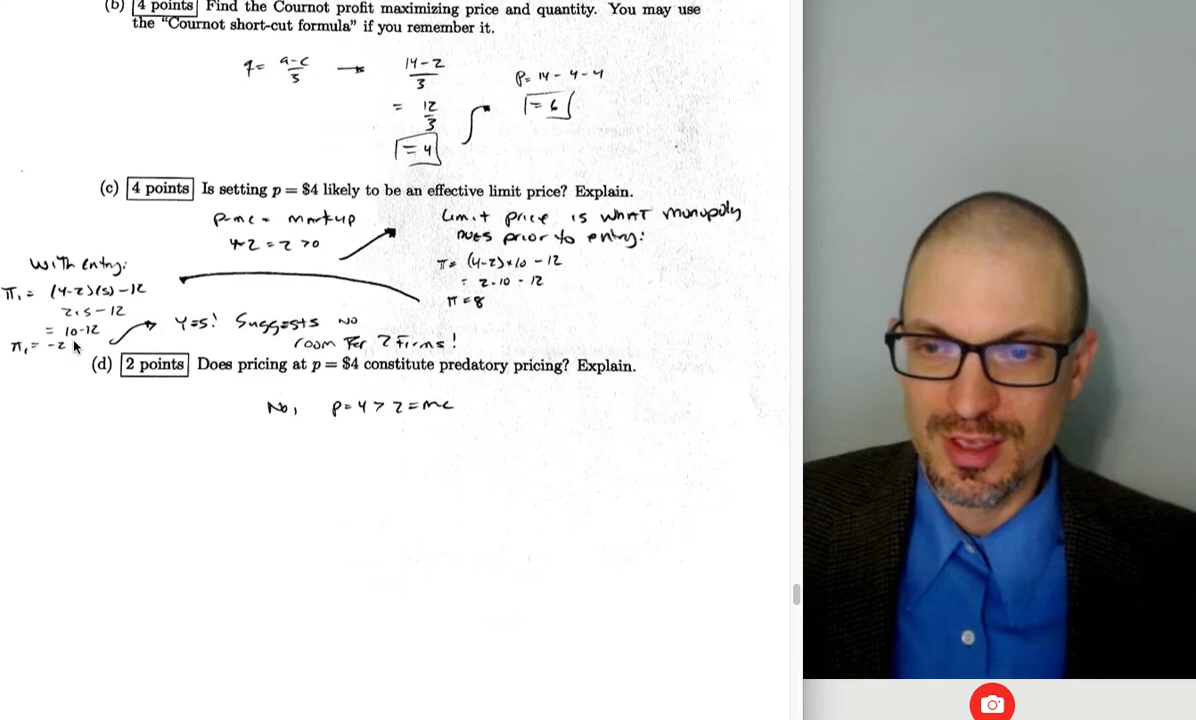 (b) 4 points Find the Cournot profit maximizing price and quantity. You may use
the "Cournot short-cut formula" if you remember it.
q= a-c/3 → 14-2/3
= 12/3
= 4
P= 14-4-4
= 6
(c) 4 points Is setting p = $4 likely to be an effective limit price? Explain.
P-mc = markup
4-2 = 2 >0
Limit price is what monopoly
does prior to entry:
π= (4-2)×10 - 12
= 2·10 - 12
π = 8
With entry:
π₁ = (4-2)(5) -12
2·5 -12
= 10-12
π₁ = -2
Yes! Suggests no
room for 2 firms!
(d) 2 points Does pricing at p = $4 constitute predatory pricing? Explain.
No, P=4 > 2 = mc